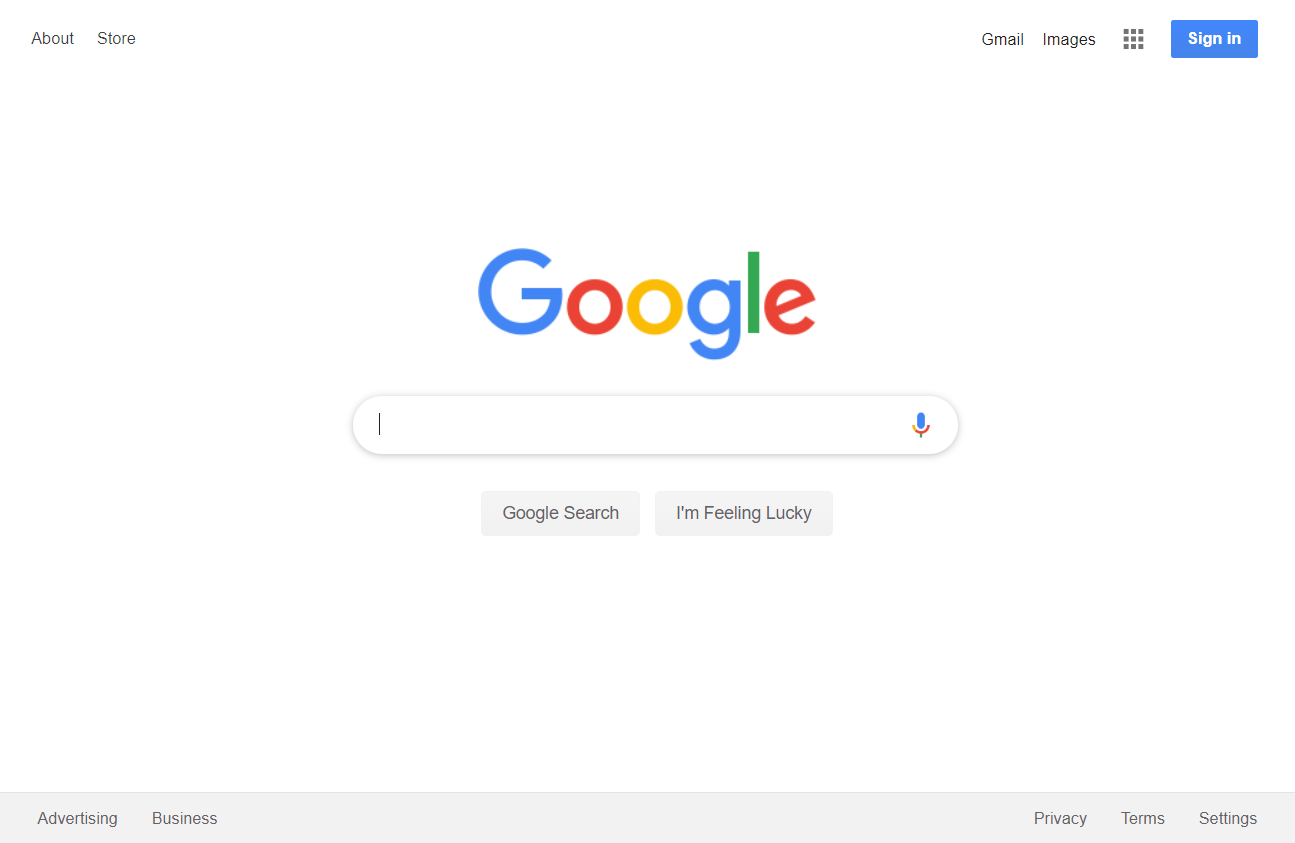 About Store Gmail Images Sign in
Google
Google Search I'm Feeling Lucky
Advertising Business Privacy Terms Settings